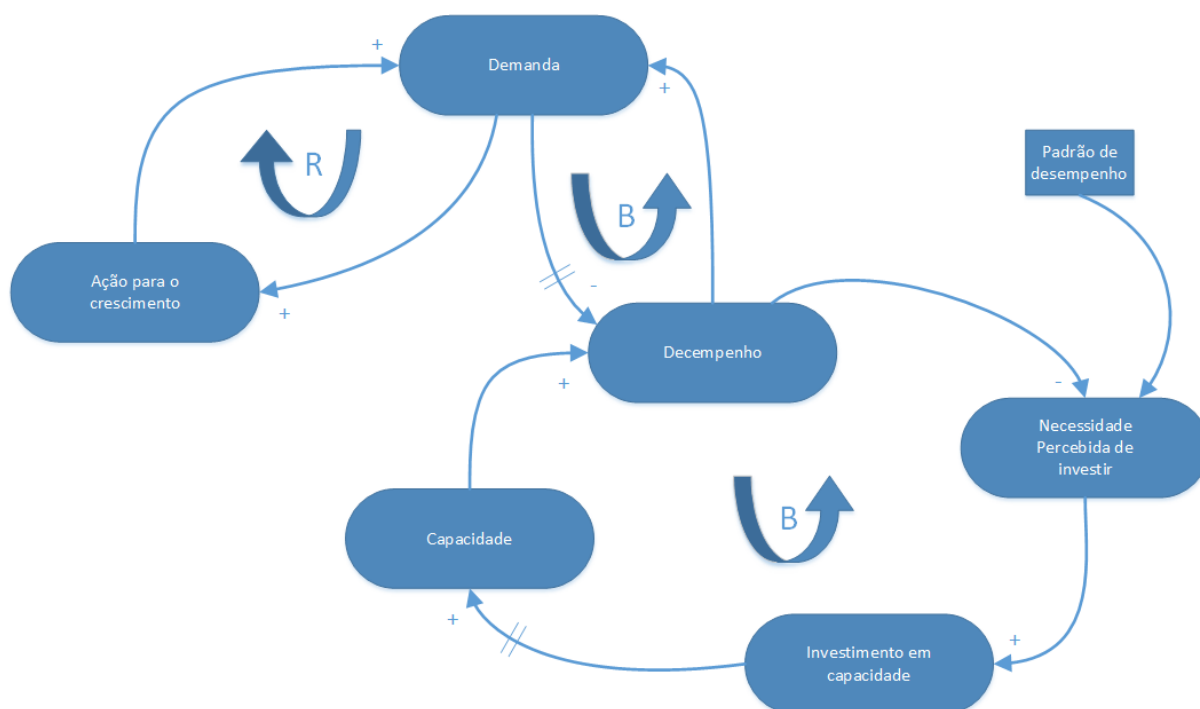 +
Demanda
+
R
Padrão de
desempenho
B
Ação para o
crescimento
+
-
Decempenho
+
-
Necessidade
Percebida de
investir
Capacidade
B
+
+
Investimento em
capacidade